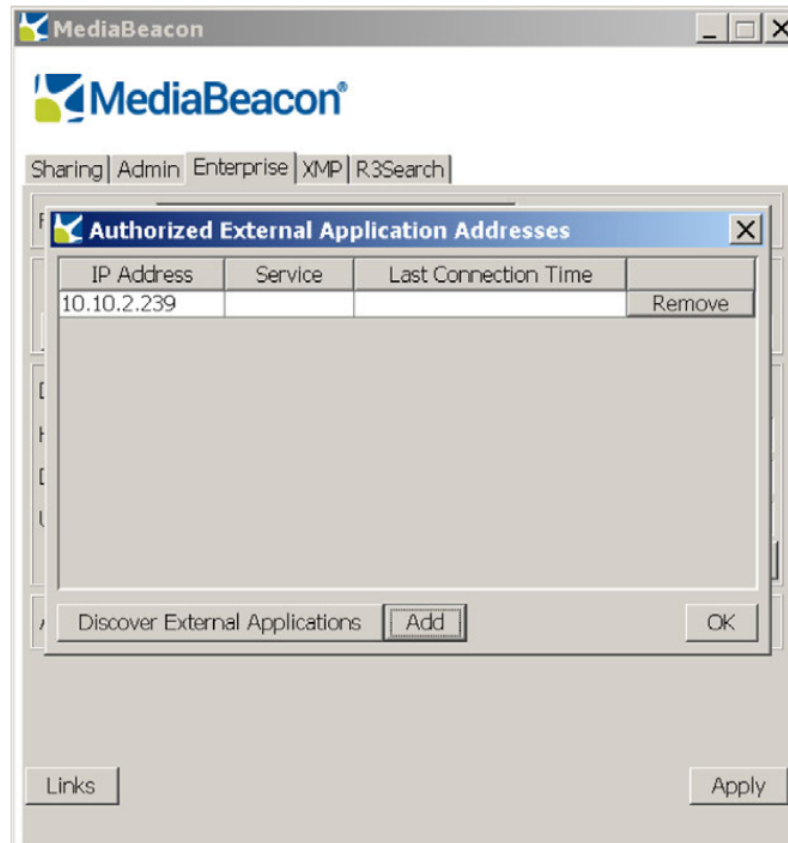 MediaBeacon
MediaBeacon®
Sharing Admin Enterprise XMP R3Search
Authorized External Application Addresses
IP Address Service Last Connection Time
10.10.2.239 Remove
Discover External Applications Add OK
Links Apply